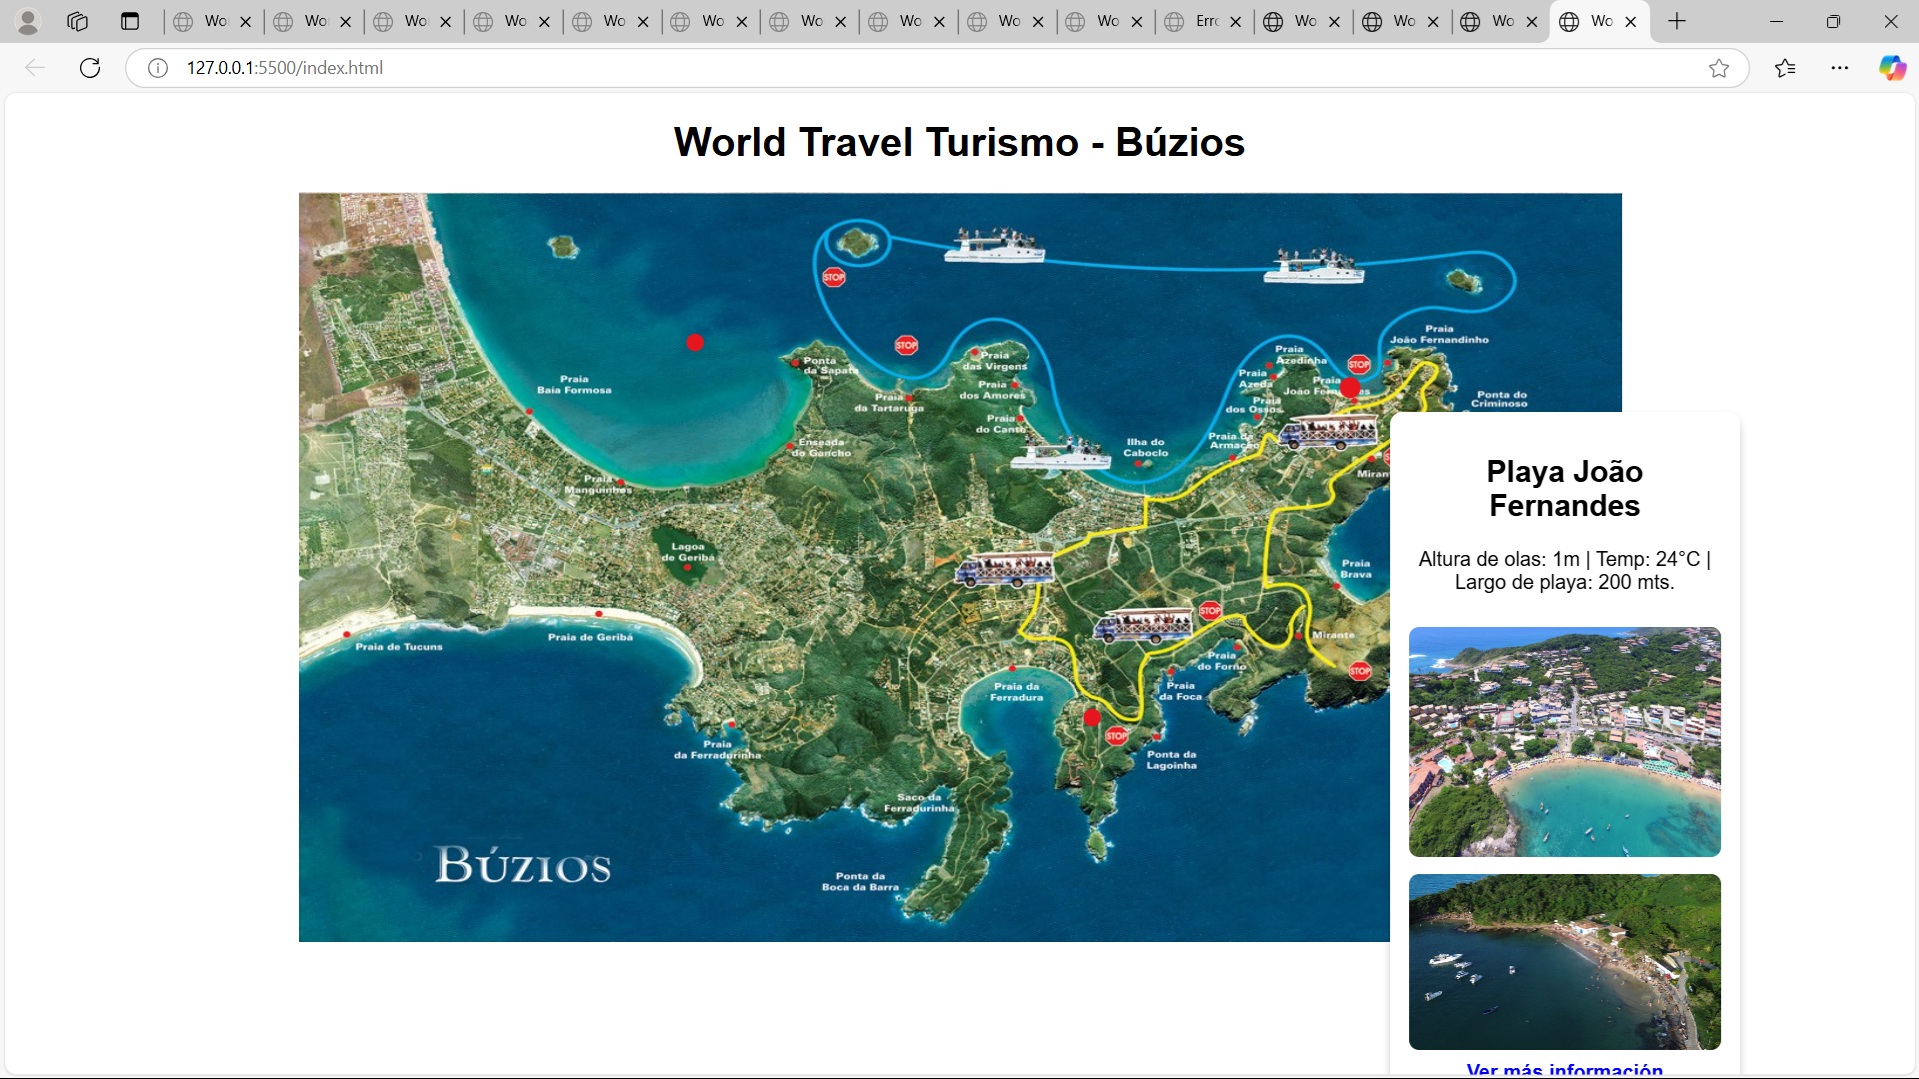 Wo
Wo
Wo
Wo
Wo
Wo
Wo
Wo
Wo
Wo
Erro
Wo
Wo
Wo
Wo
127.0.0.1:5500/index.html
World Travel Turismo - Búzios
STOP
STOP
STOP
Praia
João Fernandinho
Praia
Azedinha
Praia
Azeda
Praia
João Fern
Praia
dos Ossos
Praia da
Armação
Ponta do
Criminoso
Ponta
da Sapata
Praia
das Virgens
Praia
dos Amores
Praia
da Tartaruga
Praia
do Canto
Praia
Baía Formosa
Enseada
do Gancho
Ilha do
Caboclo
Miran
Praia
Manguinhos
Lagoa
de Geribá
Praia
Brava
STOP
Praia de Tucuns
Praia de Geribá
Mirante
Praia
do Forno
STOP
Praia da
Ferradura
Praia
da Foca
STOP
Praia
da Ferradurinha
Ponta da
Lagoinha
Saco da
Ferradurinha
Ponta da
Boca da Barra
BÚZIOS
Playa João
Fernandes
Altura de olas: 1m | Temp: 24°C |
Largo de playa: 200 mts.
Ver más información